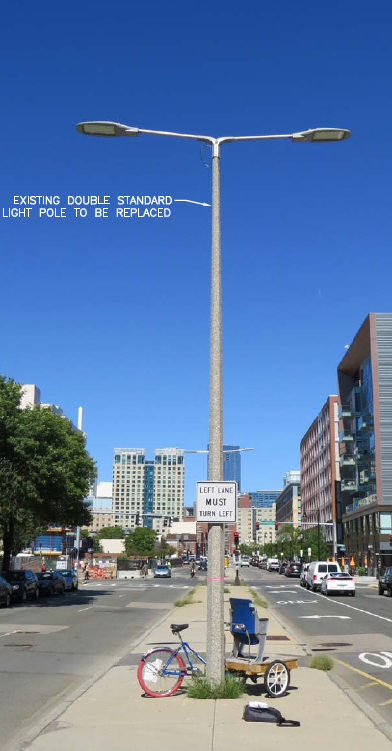 EXISTING DOUBLE STANDARD
LIGHT POLE TO BE REPLACED
LEFT LANE
MUST
TURN LEFT